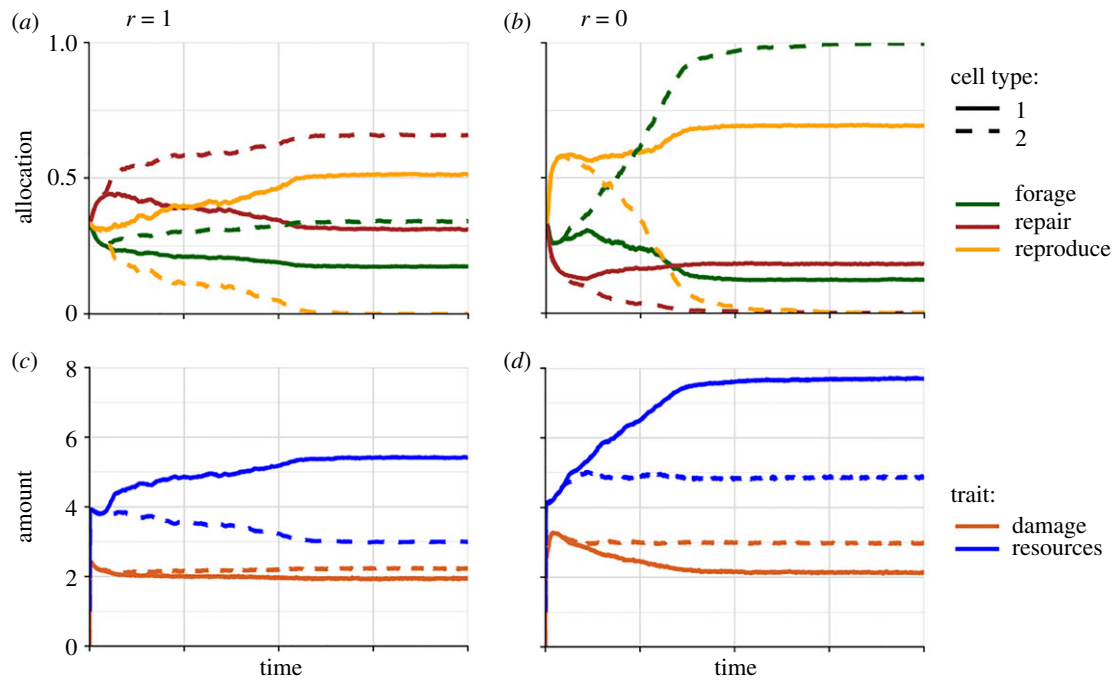 (a) r = 1
(b) r = 0
1.0
0.5
0
allocation
cell type:
1
2
forage
repair
reproduce
(c)
(d)
8
6
4
2
0
amount
time
time
trait:
damage
resources